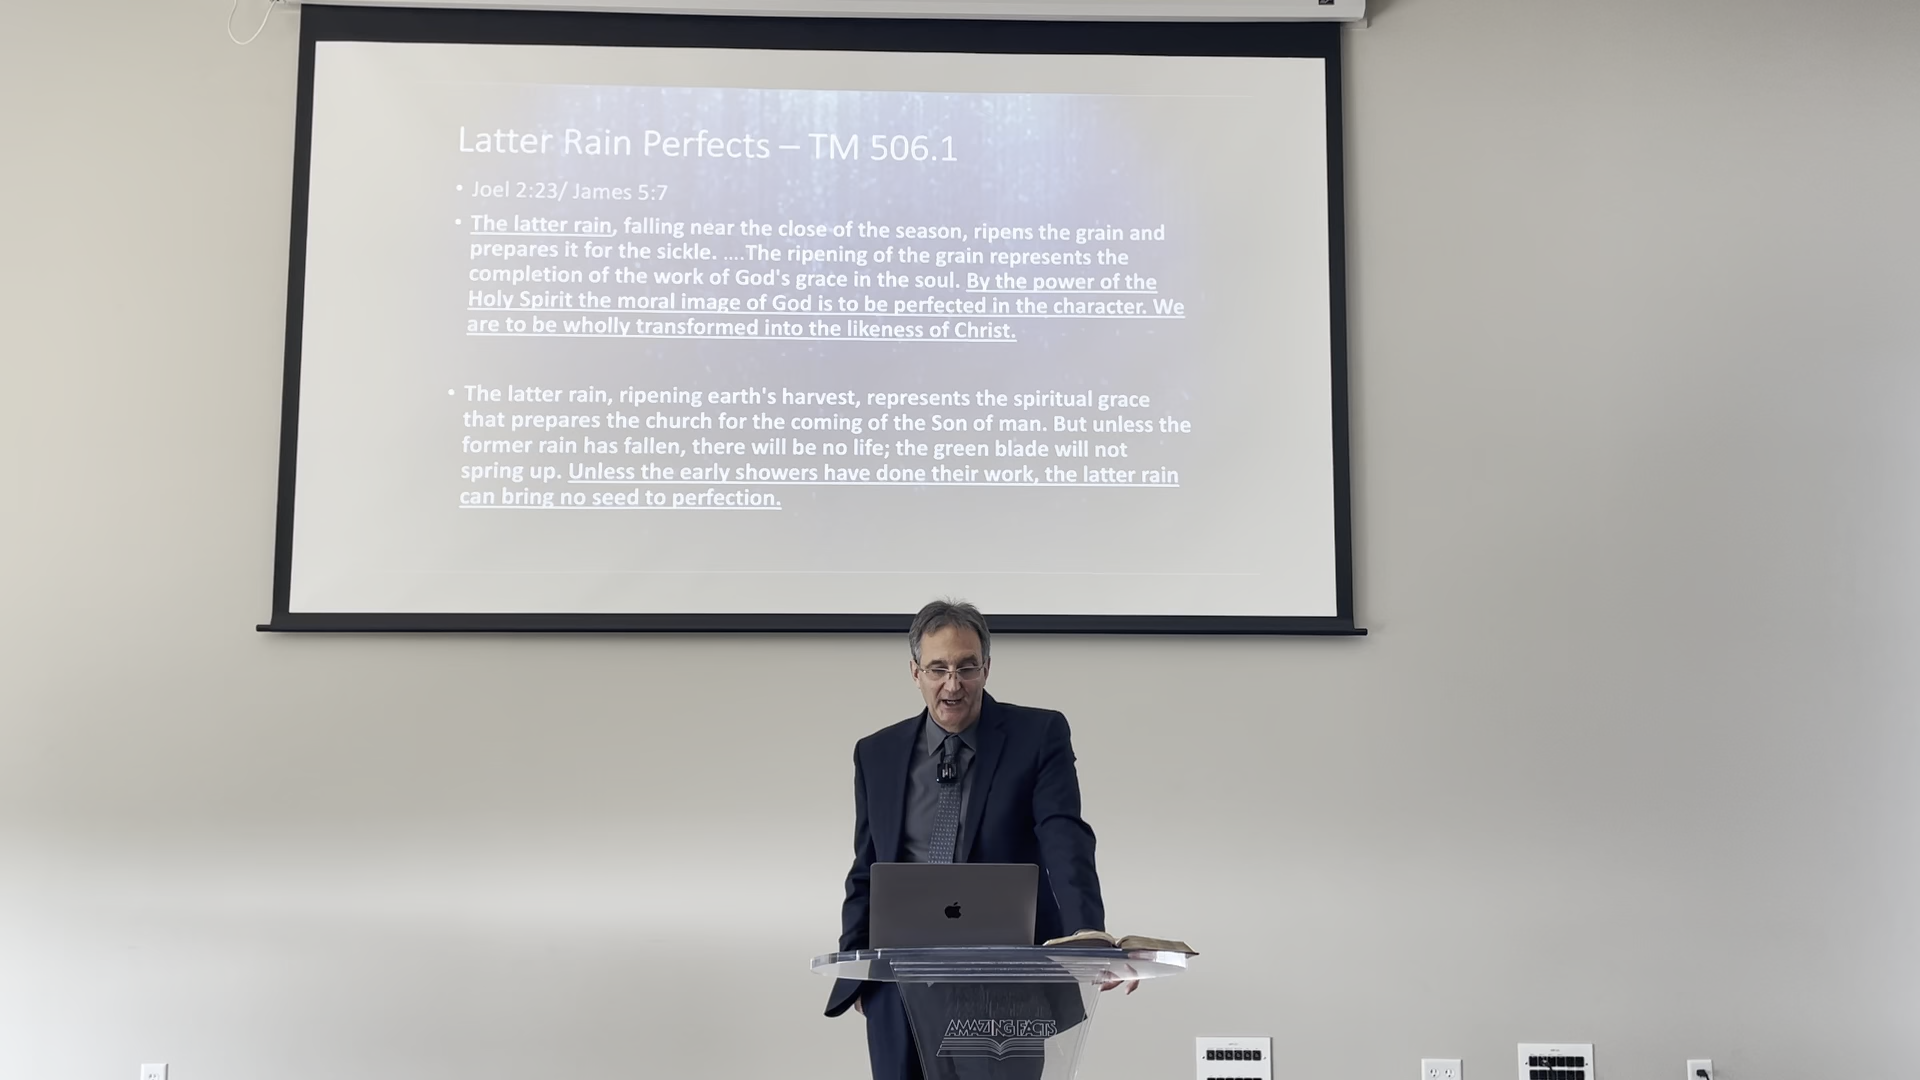 Latter Rain Perfects – TM 506.1
• Joel 2:23/ James 5:7
• The latter rain, falling near the close of the season, ripens the grain and
prepares it for the sickle. ....The ripening of the grain represents the
completion of the work of God's grace in the soul. By the power of the
Holy Spirit the moral image of God is to be perfected in the character. We
are to be wholly transformed into the likeness of Christ.
• The latter rain, ripening earth's harvest, represents the spiritual grace
that prepares the church for the coming of the Son of man. But unless the
former rain has fallen, there will be no life; the green blade will not
spring up. Unless the early showers have done their work, the latter rain
can bring no seed to perfection.
AMAZING FACTS